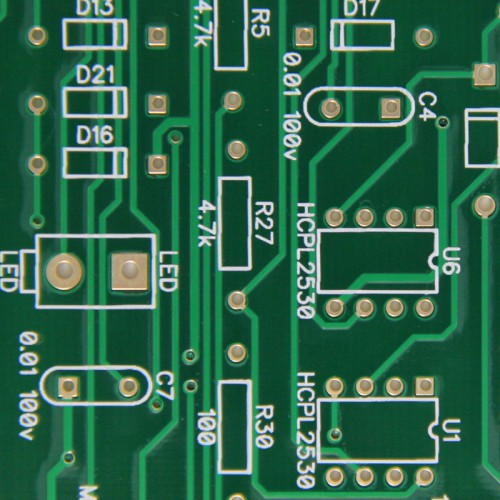 D13
4.7k
R5
D17
D21
0.01 100v
C4
D16
4.7k
R27
HCPL2530
U6
LED
LED
0.01 100v
C7
100
R30
HCPL2530
U1